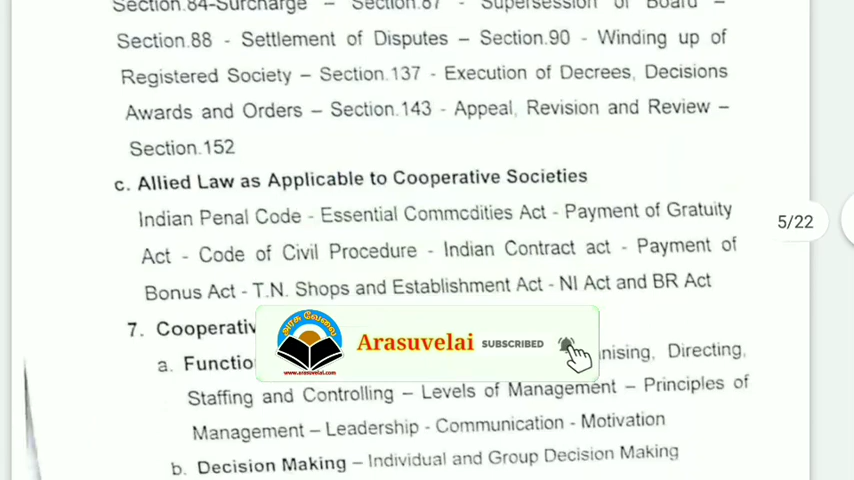 Section.84-Surcharge – Section.87 - Supersession of Board –
Section.88 - Settlement of Disputes – Section.90 - Winding up of
Registered Society – Section.137 - Execution of Decrees, Decisions
Awards and Orders – Section.143 - Appeal, Revision and Review –
Section.152
c. Allied Law as Applicable to Cooperative Societies
Indian Penal Code - Essential Commodities Act - Payment of Gratuity
5/22
Act - Code of Civil Procedure - Indian Contract act - Payment of
Bonus Act - T.N. Shops and Establishment Act - NI Act and BR Act
7. Cooperativ
அரசு வேலை
www.arasuvelai.com
Arasuvelai SUBSCRIBED
a. Function nising, Directing,
Staffing and Controlling – Levels of Management – Principles of
Management – Leadership - Communication - Motivation
b. Decision Making – Individual and Group Decision Making